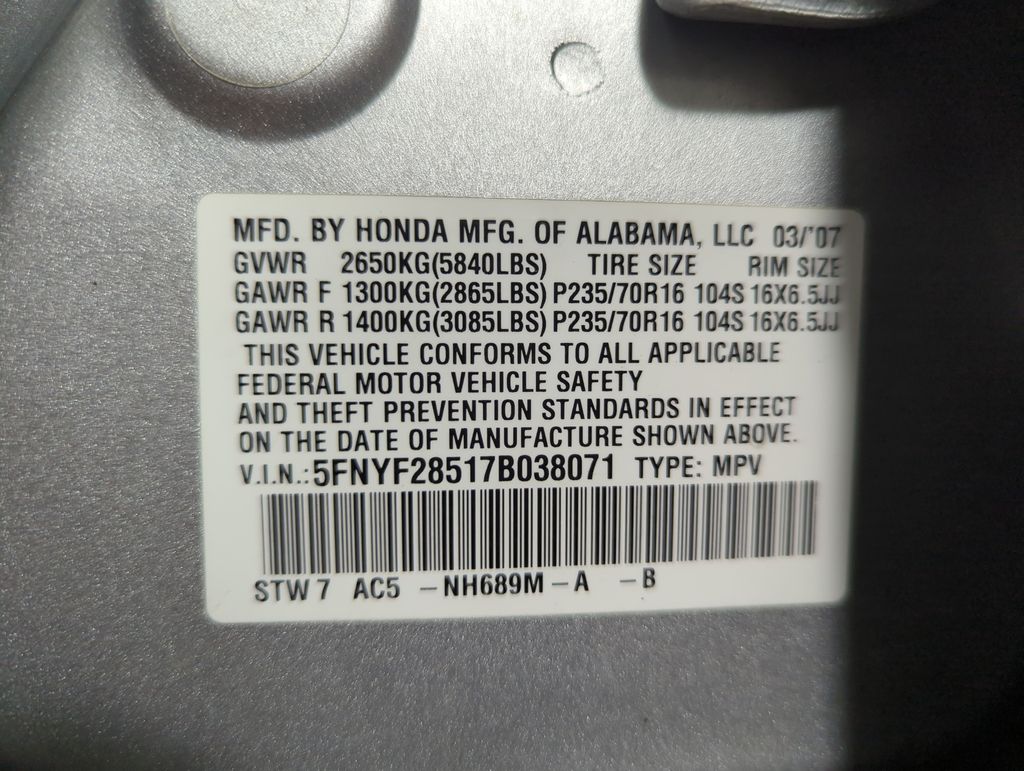 MFD. BY HONDA MFG. OF ALABAMA, LLC 03/'07
GVWR 2650KG(5840LBS) TIRE SIZE RIM SIZE
GAWR F 1300KG(2865LBS) P235/70R16 104S 16X6.5JJ
GAWR R 1400KG(3085LBS) P235/70R16 104S 16X6.5JJ
THIS VEHICLE CONFORMS TO ALL APPLICABLE
FEDERAL MOTOR VEHICLE SAFETY
AND THEFT PREVENTION STANDARDS IN EFFECT
ON THE DATE OF MANUFACTURE SHOWN ABOVE.
V.I.N.:5FNYF28517B038071 TYPE: MPV
STW 7 AC5 –NH689M–A –B